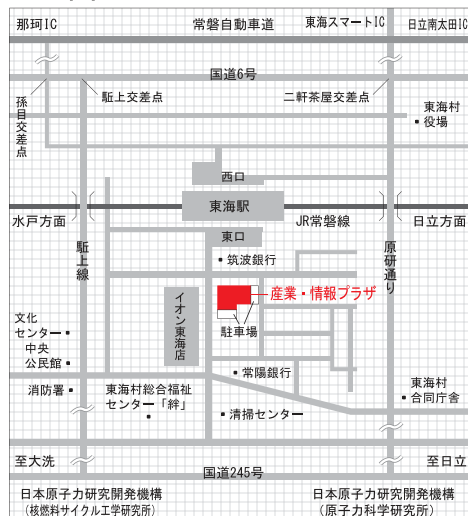 那珂IC
常磐自動車道
東海スマートIC
日立南太田IC
国道6号
孫目交差点
駈上交差点
二軒茶屋交差点
東海村
役場
西口
東海駅
水戸方面
JR常磐線
日立方面
東口
駈上線
原研通り
筑波銀行
産業・情報プラザ
イオン東海店
駐車場
文化
センター
中央
公民館
常陽銀行
消防署
東海村総合福祉
センター「絆」
清掃センター
東海村
合同庁舎
至大洗
至日立
国道245号
日本原子力研究開発機構
(核燃料サイクル工学研究所)
日本原子力研究開発機構
(原子力科学研究所)